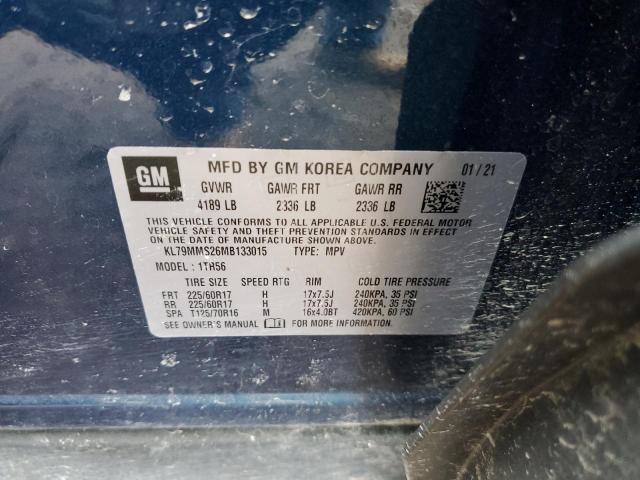 GM MFD BY GM KOREA COMPANY 01/21
GVWR GAWR FRT GAWR RR
4189 LB 2336 LB 2336 LB
THIS VEHICLE CONFORMS TO ALL APPLICABLE U.S. FEDERAL MOTOR
VEHICLE SAFETY AND THEFT PREVENTION STANDARDS IN EFFECT ON
THE DATE OF MANUFACTURE SHOWN ABOVE.
KL79MMS26MB133015 TYPE: MPV
MODEL: 1TR56
TIRE SIZE SPEED RTG RIM COLD TIRE PRESSURE
FRT 225/60R17 H 17x7.5J 240KPA, 35 PSI
RR 225/60R17 H 17x7.5J 240KPA, 35 PSI
SPA T125/70R16 M 16x4.0BT 420KPA, 60 PSI
SEE OWNER'S MANUAL FOR MORE INFORMATION.